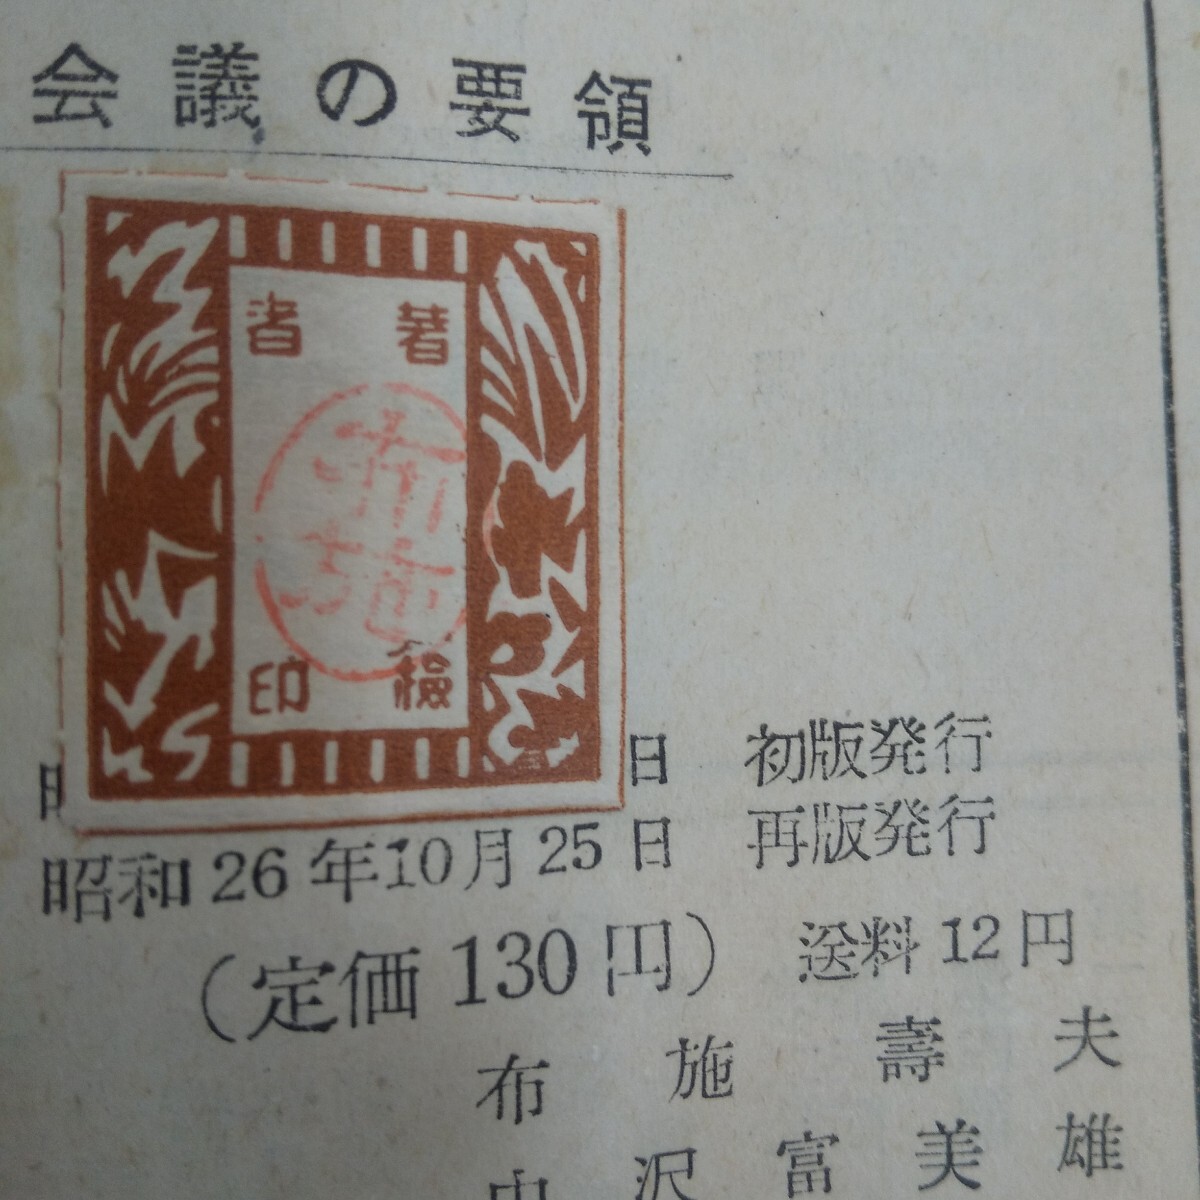 会議の要領
著者
検印
布施
日 初版発行
昭和26年10月25日 再版発行
（定価130円） 送料12円
布施壽夫
沢富美雄